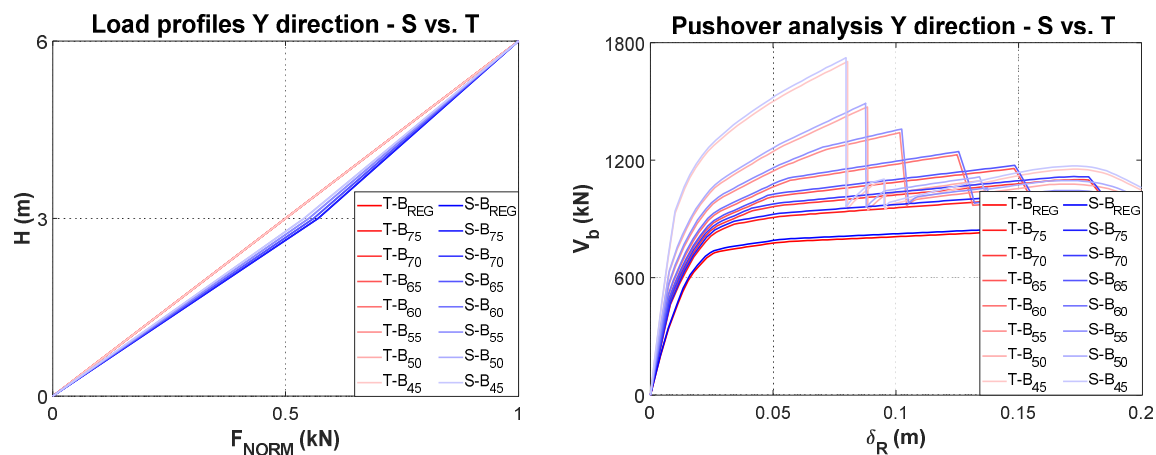 Load profiles Y direction - S vs. T
6
3
0
H (m)
0
0.5
1
F_NORM (kN)
T-B_REG
S-B_REG
T-B_75
S-B_75
T-B_70
S-B_70
T-B_65
S-B_65
T-B_60
S-B_60
T-B_55
S-B_55
T-B_50
S-B_50
T-B_45
S-B_45
Pushover analysis Y direction - S vs. T
1800
1200
600
0
V_b (kN)
0
0.05
0.1
0.15
0.2
δ_R (m)
T-B_REG
S-B_REG
T-B_75
S-B_75
T-B_70
S-B_70
T-B_65
S-B_65
T-B_60
S-B_60
T-B_55
S-B_55
T-B_50
S-B_50
T-B_45
S-B_45